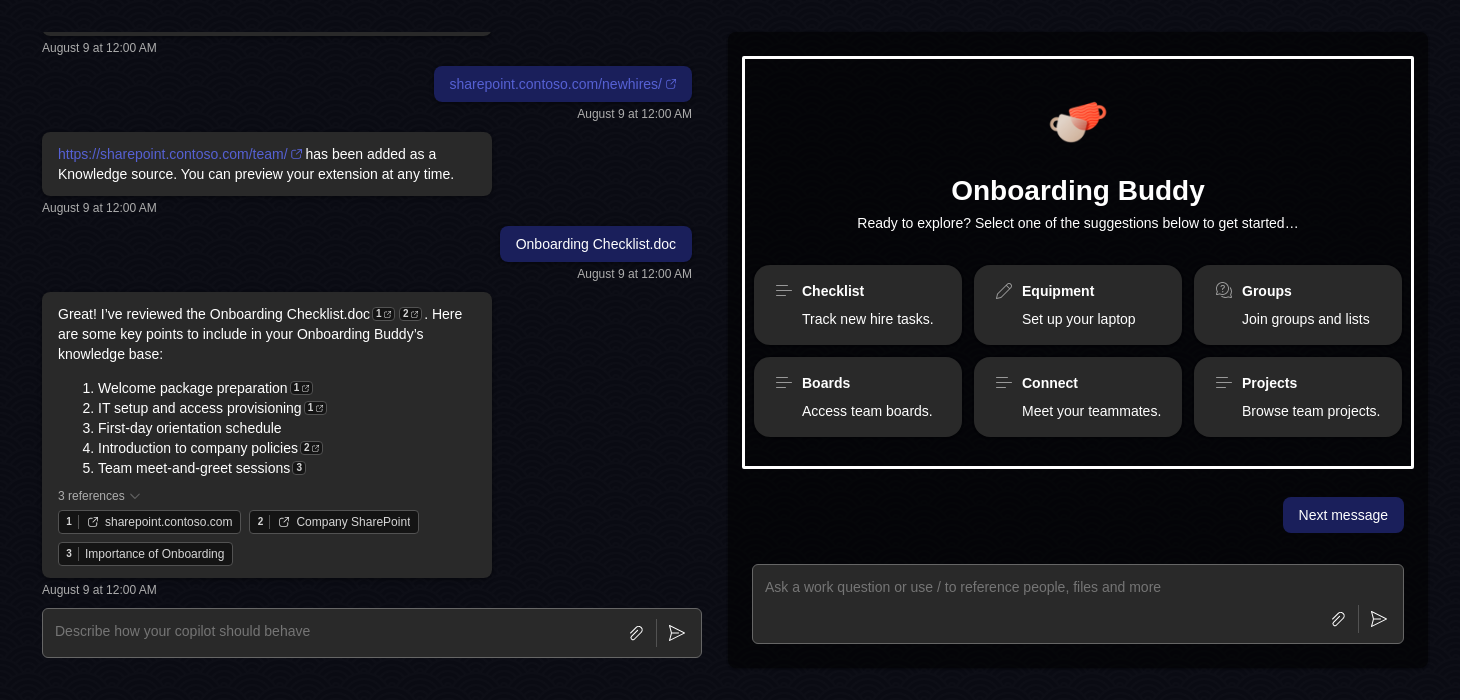 August 9 at 12:00 AM
sharepoint.contoso.com/newhires/
August 9 at 12:00 AM
https://sharepoint.contoso.com/team/ has been added as a
Knowledge source. You can preview your extension at any time.
August 9 at 12:00 AM
Onboarding Checklist.doc
August 9 at 12:00 AM
Great! I've reviewed the Onboarding Checklist.doc 1 2 . Here
are some key points to include in your Onboarding Buddy's
knowledge base:
1. Welcome package preparation 1
2. IT setup and access provisioning 1
3. First-day orientation schedule
4. Introduction to company policies 2
5. Team meet-and-greet sessions 3
3 references
1 sharepoint.contoso.com 2 Company SharePoint
3 Importance of Onboarding
August 9 at 12:00 AM
Describe how your copilot should behave
Onboarding Buddy
Ready to explore? Select one of the suggestions below to get started…
Checklist
Track new hire tasks.
Equipment
Set up your laptop
Groups
Join groups and lists
Boards
Access team boards.
Connect
Meet your teammates.
Projects
Browse team projects.
Next message
Ask a work question or use / to reference people, files and more